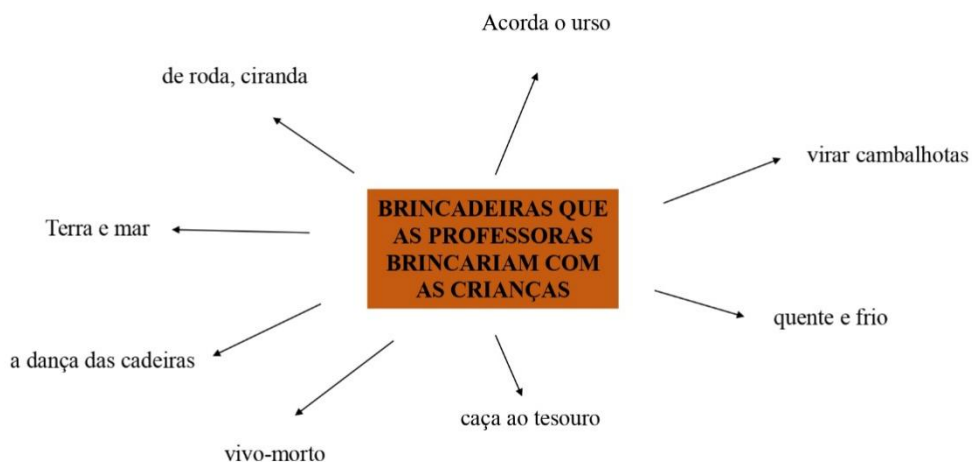 Acorda o urso
de roda, ciranda
virar cambalhotas
BRINCADEIRAS QUE
AS PROFESSORAS
BRINCARIAM COM
AS CRIANÇAS
Terra e mar
quente e frio
a dança das cadeiras
caça ao tesouro
vivo-morto